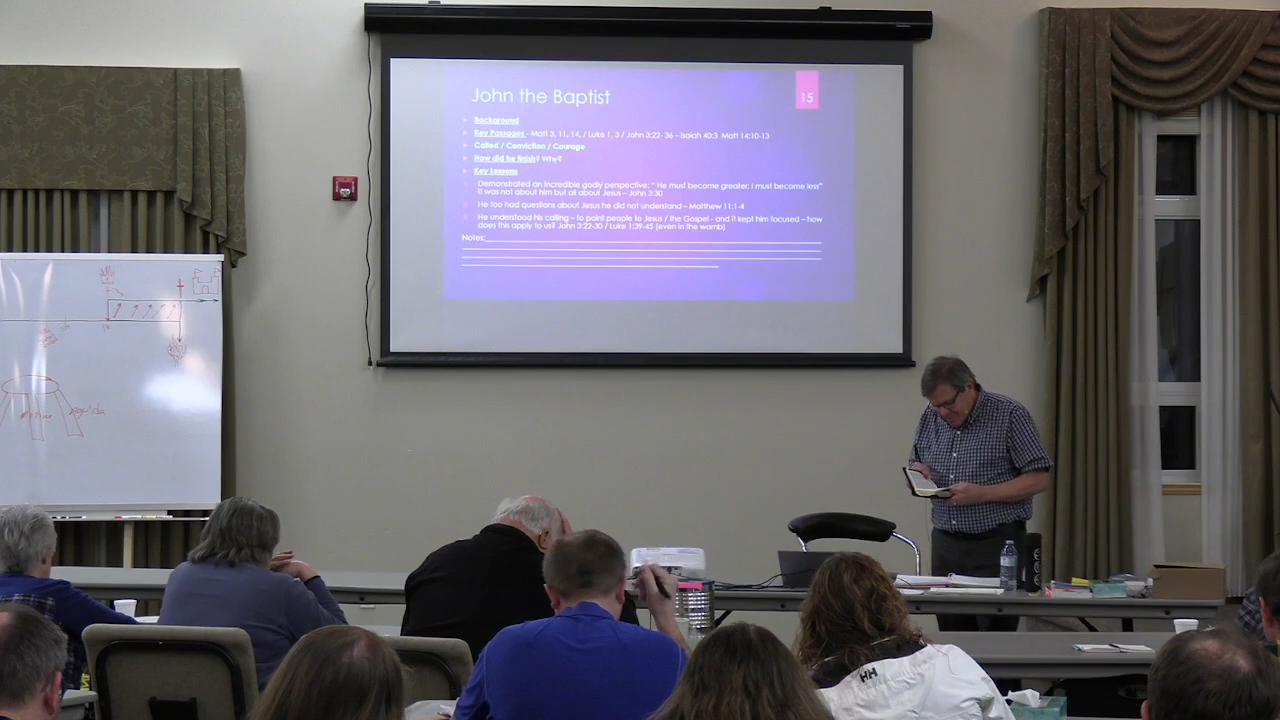 John the Baptist
15
Background
Key Passages - Matt 3, 11, 14, / Luke 1, 3 / John 3:22- 36 – Isaiah 40:3 Matt 14:10-13
Called / Conviction / Courage
How did he finish? Why?
Key Lessons
Demonstrated an incredible godly perspective: " He must become greater; I must become less"
It was not about him but all about Jesus – John 3:30
He too had questions about Jesus he did not understand – Matthew 11:1-4
He understood his calling – to point people to Jesus / the Gospel - and it kept him focused – how
does this apply to us? John 3:22-30 / Luke 1:39-45 (even in the womb)
Notes:
HH